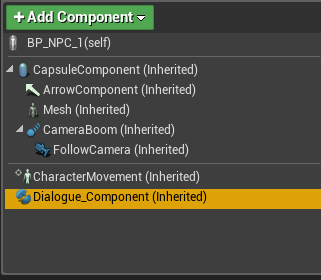 + Add Component
BP_NPC_1(self)
CapsuleComponent (Inherited)
ArrowComponent (Inherited)
Mesh (Inherited)
CameraBoom (Inherited)
FollowCamera (Inherited)
CharacterMovement (Inherited)
Dialogue_Component (Inherited)